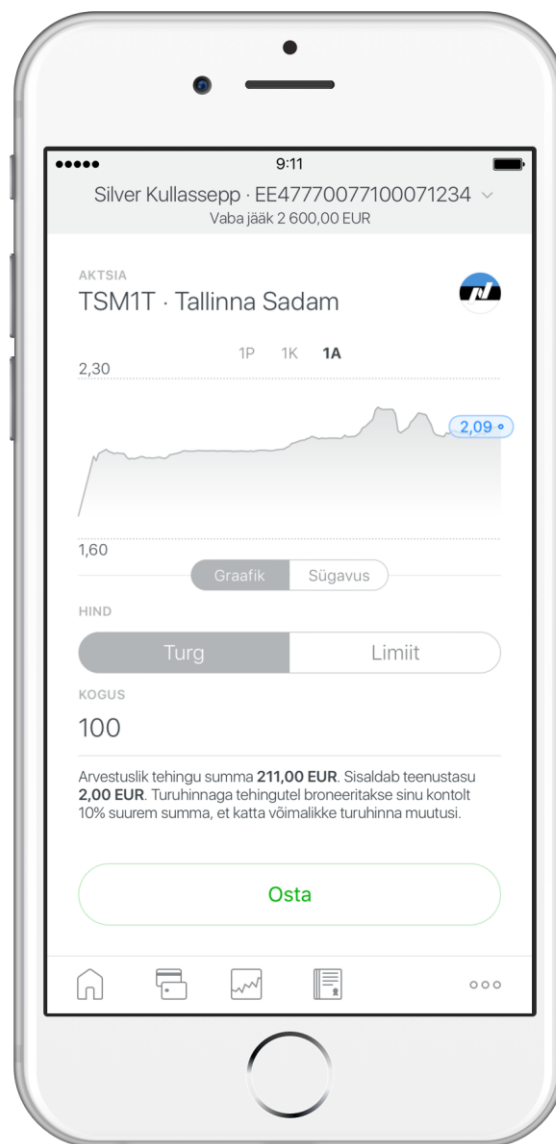 9:11
Silver Kullassepp · EE47770077100071234
Vaba jääk 2 600,00 EUR
AKTSIA
TSM1T · Tallinna Sadam
1P 1K 1A
2,30
2,09
1,60
Graafik Sügavus
HIND
Turg Limiit
KOGUS
100
Arvestuslik tehingu summa 211,00 EUR. Sisaldab teenustasu
2,00 EUR. Turuhinnaga tehingutel broneeritakse sinu kontolt
10% suurem summa, et katta võimalikke turuhinna muutusi.
Osta